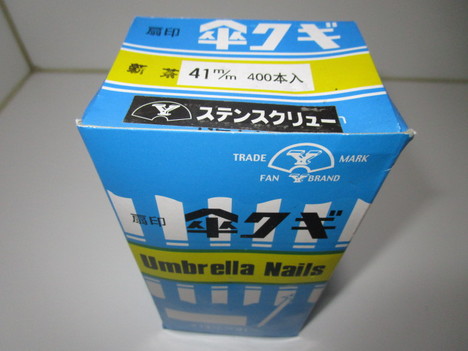 扇印 傘クギ
新茶 41m/m 400本入
ステンスクリュー
TRADE MARK
FAN BRAND
扇印 傘クギ
Umbrella Nails